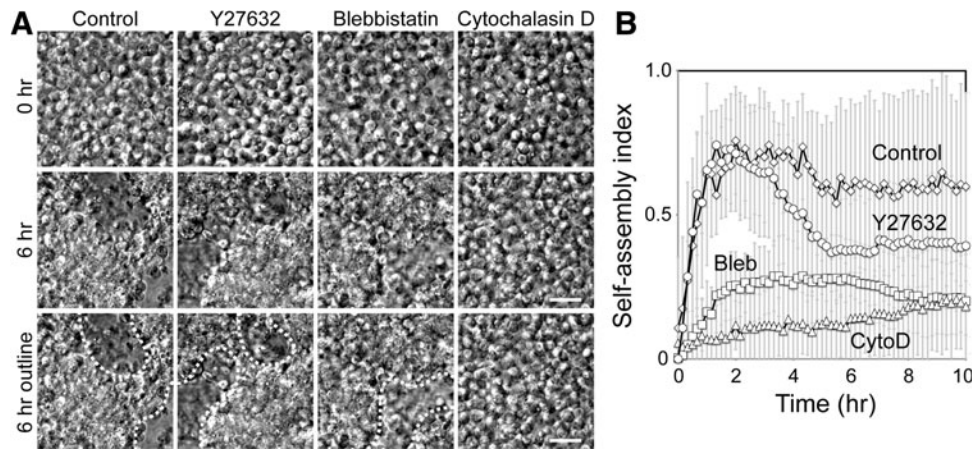 A
Control Y27632 Blebbistatin Cytochalasin D
0 hr
6 hr
6 hr outline
B
Self-assembly index
1.0
0.5
0
Control
Y27632
Bleb
CytoD
0 2 4 6 8 10
Time (hr)